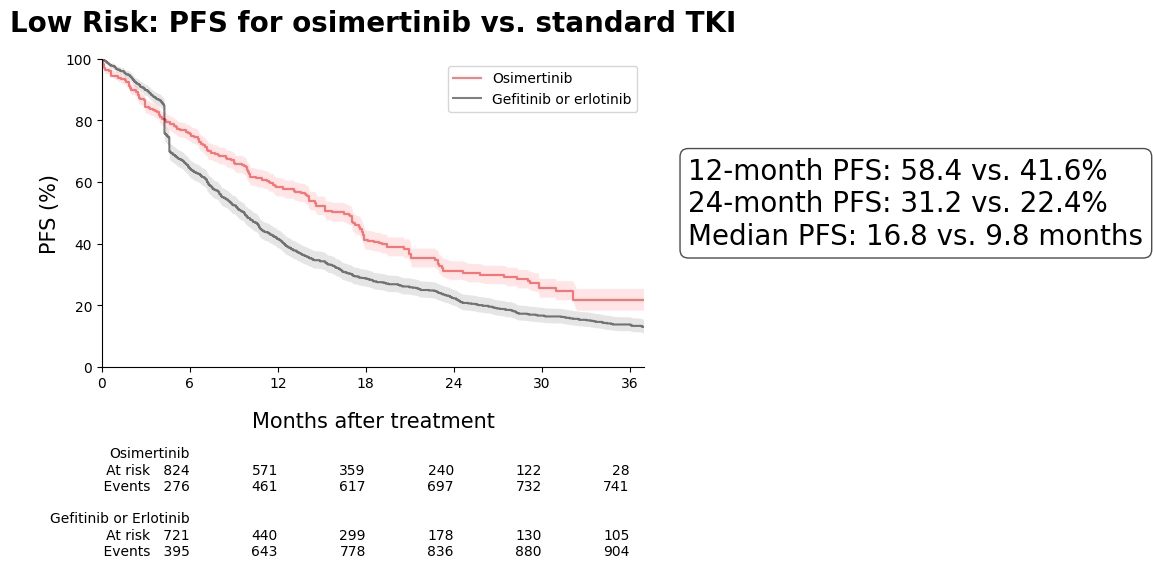 Low Risk: PFS for osimertinib vs. standard TKI
100
80
60
40
20
0
PFS (%)
Osimertinib
Gefitinib or erlotinib
0 6 12 18 24 30 36
Months after treatment
12-month PFS: 58.4 vs. 41.6%
24-month PFS: 31.2 vs. 22.4%
Median PFS: 16.8 vs. 9.8 months
Osimertinib
At risk 824 571 359 240 122 28
Events 276 461 617 697 732 741
Gefitinib or Erlotinib
At risk 721 440 299 178 130 105
Events 395 643 778 836 880 904